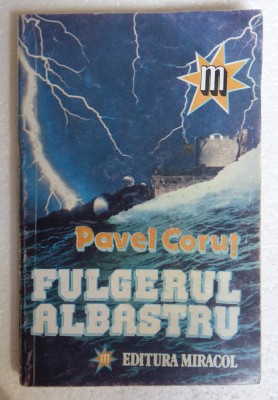 m
Pavel Coruț
FULGERUL
ALBASTRU
m EDITURA MIRACOL